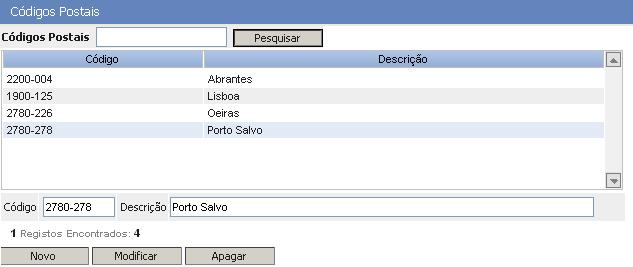 Códigos Postais
Códigos Postais Pesquisar
Código Descrição
2200-004 Abrantes
1900-125 Lisboa
2780-226 Oeiras
2780-278 Porto Salvo
Código 2780-278 Descrição Porto Salvo
1 Registos Encontrados: 4
Novo Modificar Apagar